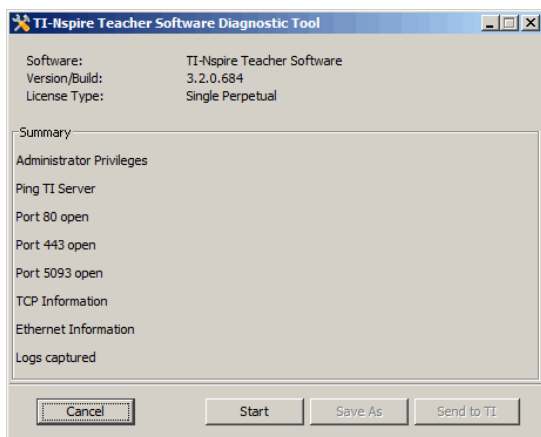 TI-Nspire Teacher Software Diagnostic Tool
Software: TI-Nspire Teacher Software
Version/Build: 3.2.0.684
License Type: Single Perpetual
Summary
Administrator Privileges
Ping TI Server
Port 80 open
Port 443 open
Port 5093 open
TCP Information
Ethernet Information
Logs captured
Cancel Start Save As Send to TI